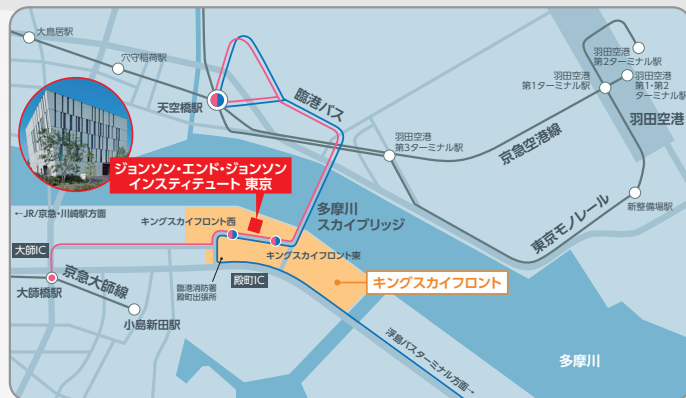 大鳥居駅
穴守稲荷駅
天空橋駅
臨港バス
羽田空港
第2ターミナル駅
羽田空港
第1ターミナル駅
羽田空港
第1・第2
ターミナル駅
羽田空港
羽田空港
第3ターミナル駅
京急空港線
東京モノレール
新整備場駅
ジョンソン・エンド・ジョンソン
インスティテュート 東京
←JR/京急・川崎駅方面
キングスカイフロント西
多摩川
スカイブリッジ
キングスカイフロント東
大師IC
京急大師線
大師橋駅
小島新田駅
臨港消防署
殿町出張所
殿町IC
キングスカイフロント
浮島バスターミナル方面→
多摩川